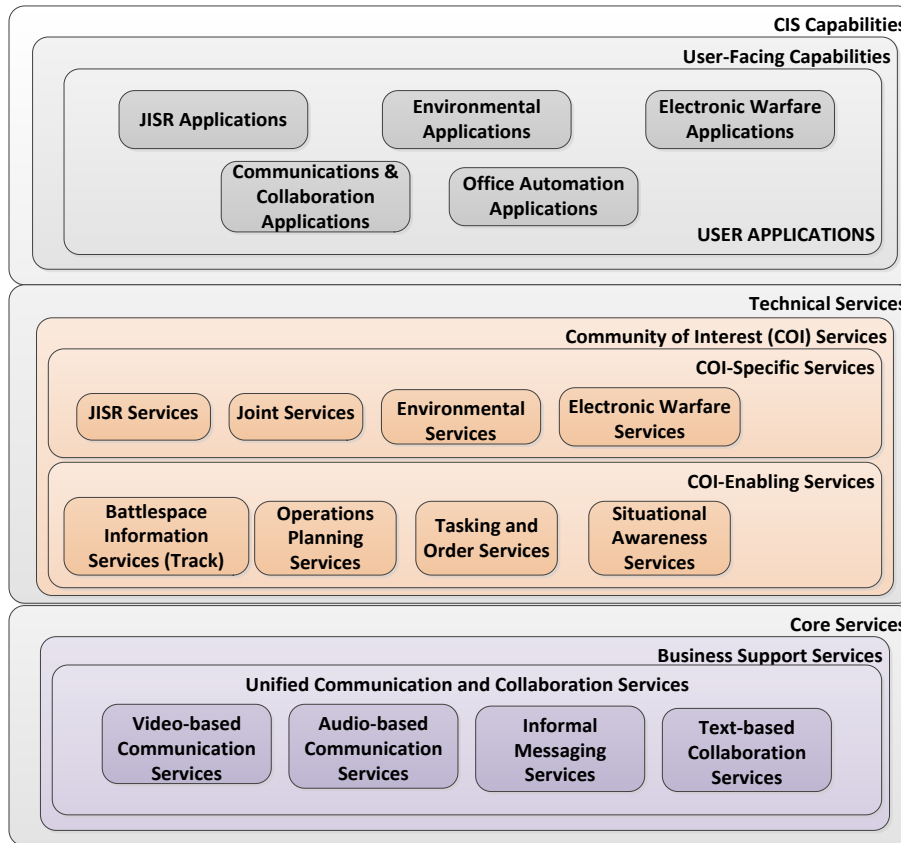 CIS Capabilities
User-Facing Capabilities
JISR Applications
Environmental
Applications
Electronic Warfare
Applications
Communications &
Collaboration
Applications
Office Automation
Applications
USER APPLICATIONS
Technical Services
Community of Interest (COI) Services
COI-Specific Services
JISR Services
Joint Services
Environmental
Services
Electronic Warfare
Services
COI-Enabling Services
Battlespace
Information
Services (Track)
Operations
Planning
Services
Tasking and
Order Services
Situational
Awareness
Services
Core Services
Business Support Services
Unified Communication and Collaboration Services
Video-based
Communication
Services
Audio-based
Communication
Services
Informal
Messaging
Services
Text-based
Collaboration
Services